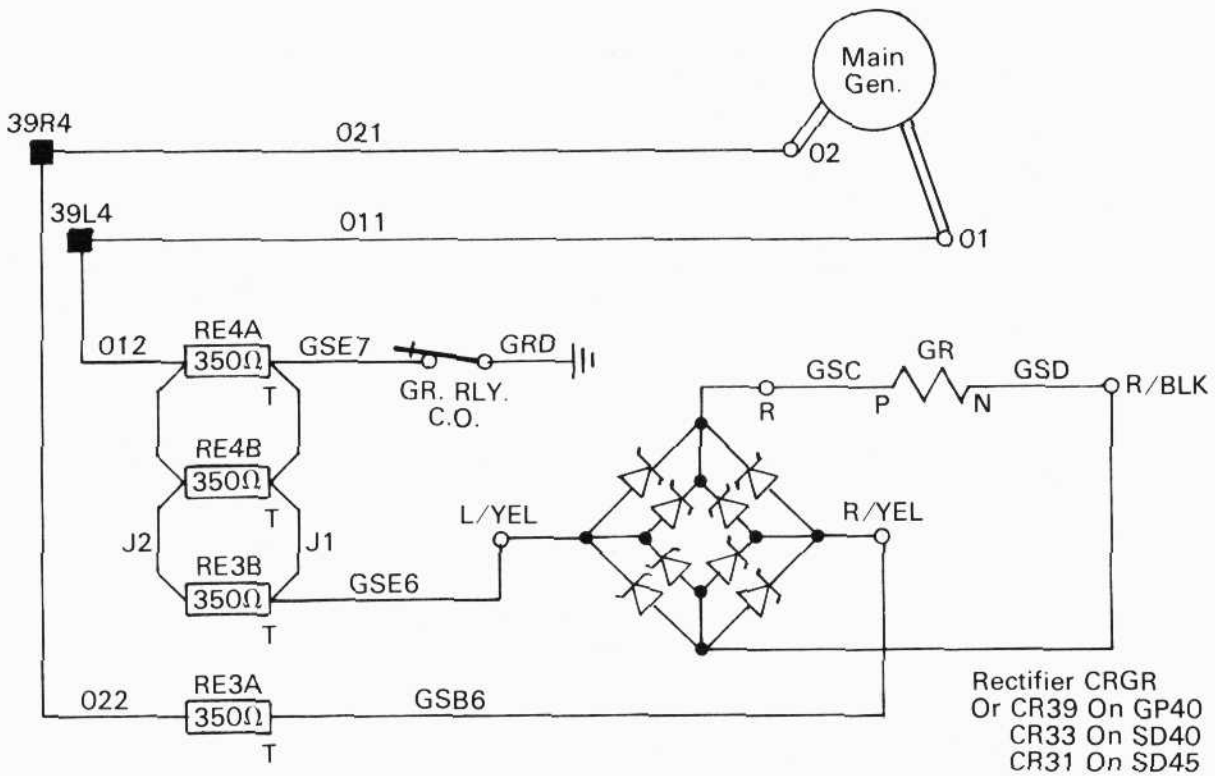 Main
Gen.
39R4
021
02
39L4
011
01
RE4A
012
350Ω
GSE7
GRD
T
GR. RLY.
C.O.
GSC
GR
GSD
R
P
N
R/BLK
RE4B
350Ω
T
L/YEL
R/YEL
J2
J1
RE3B
350Ω
GSE6
T
RE3A
022
350Ω
GSB6
T
Rectifier CRGR
Or CR39 On GP40
CR33 On SD40
CR31 On SD45